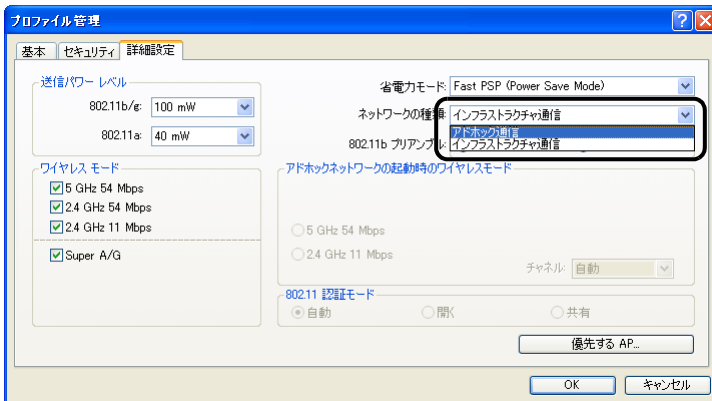 プロファイル管理
基本 セキュリティ 詳細設定
送信パワー レベル
802.11b/g: 100 mW
802.11a: 40 mW
省電力モード: Fast PSP (Power Save Mode)
ネットワークの種類: インフラストラクチャ通信
アドホック通信
インフラストラクチャ通信
802.11b プリアンブル:
ワイヤレス モード
5 GHz 54 Mbps
2.4 GHz 54 Mbps
2.4 GHz 11 Mbps
Super A/G
アドホックネットワークの起動時のワイヤレスモード
5 GHz 54 Mbps
2.4 GHz 11 Mbps
チャネル: 自動
802.11 認証モード
自動 開く 共有
優先する AP...
OK キャンセル